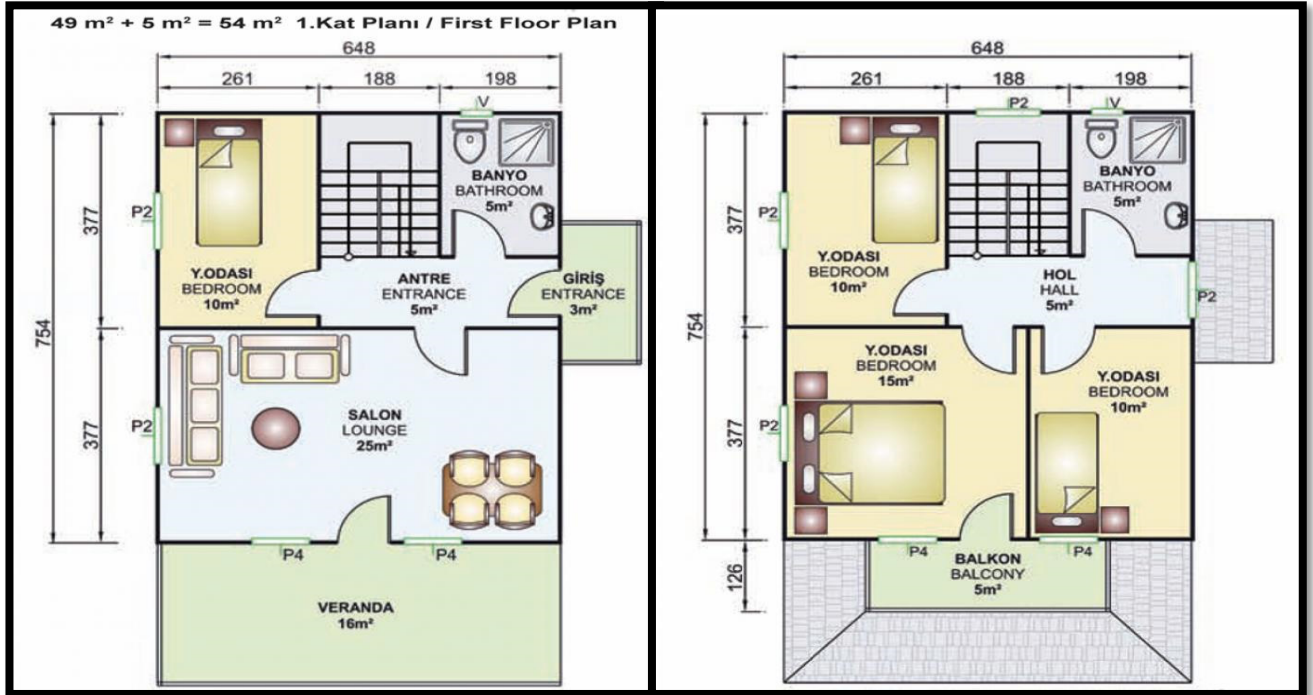 49 m² + 5 m² = 54 m² 1.Kat Planı / First Floor Plan
648
261 188 198
V
754
377
377
P2
P2
BANYO
BATHROOM
5m²
Y.ODASI
BEDROOM
10m²
ANTRE
ENTRANCE
5m²
GİRİŞ
ENTRANCE
3m²
SALON
LOUNGE
25m²
P4
P4
VERANDA
16m²
648
261 188 198
P2
V
754
377
377
126
P2
P2
BANYO
BATHROOM
5m²
Y.ODASI
BEDROOM
10m²
HOL
HALL
5m²
P2
Y.ODASI
BEDROOM
15m²
Y.ODASI
BEDROOM
10m²
P4
P4
BALKON
BALCONY
5m²